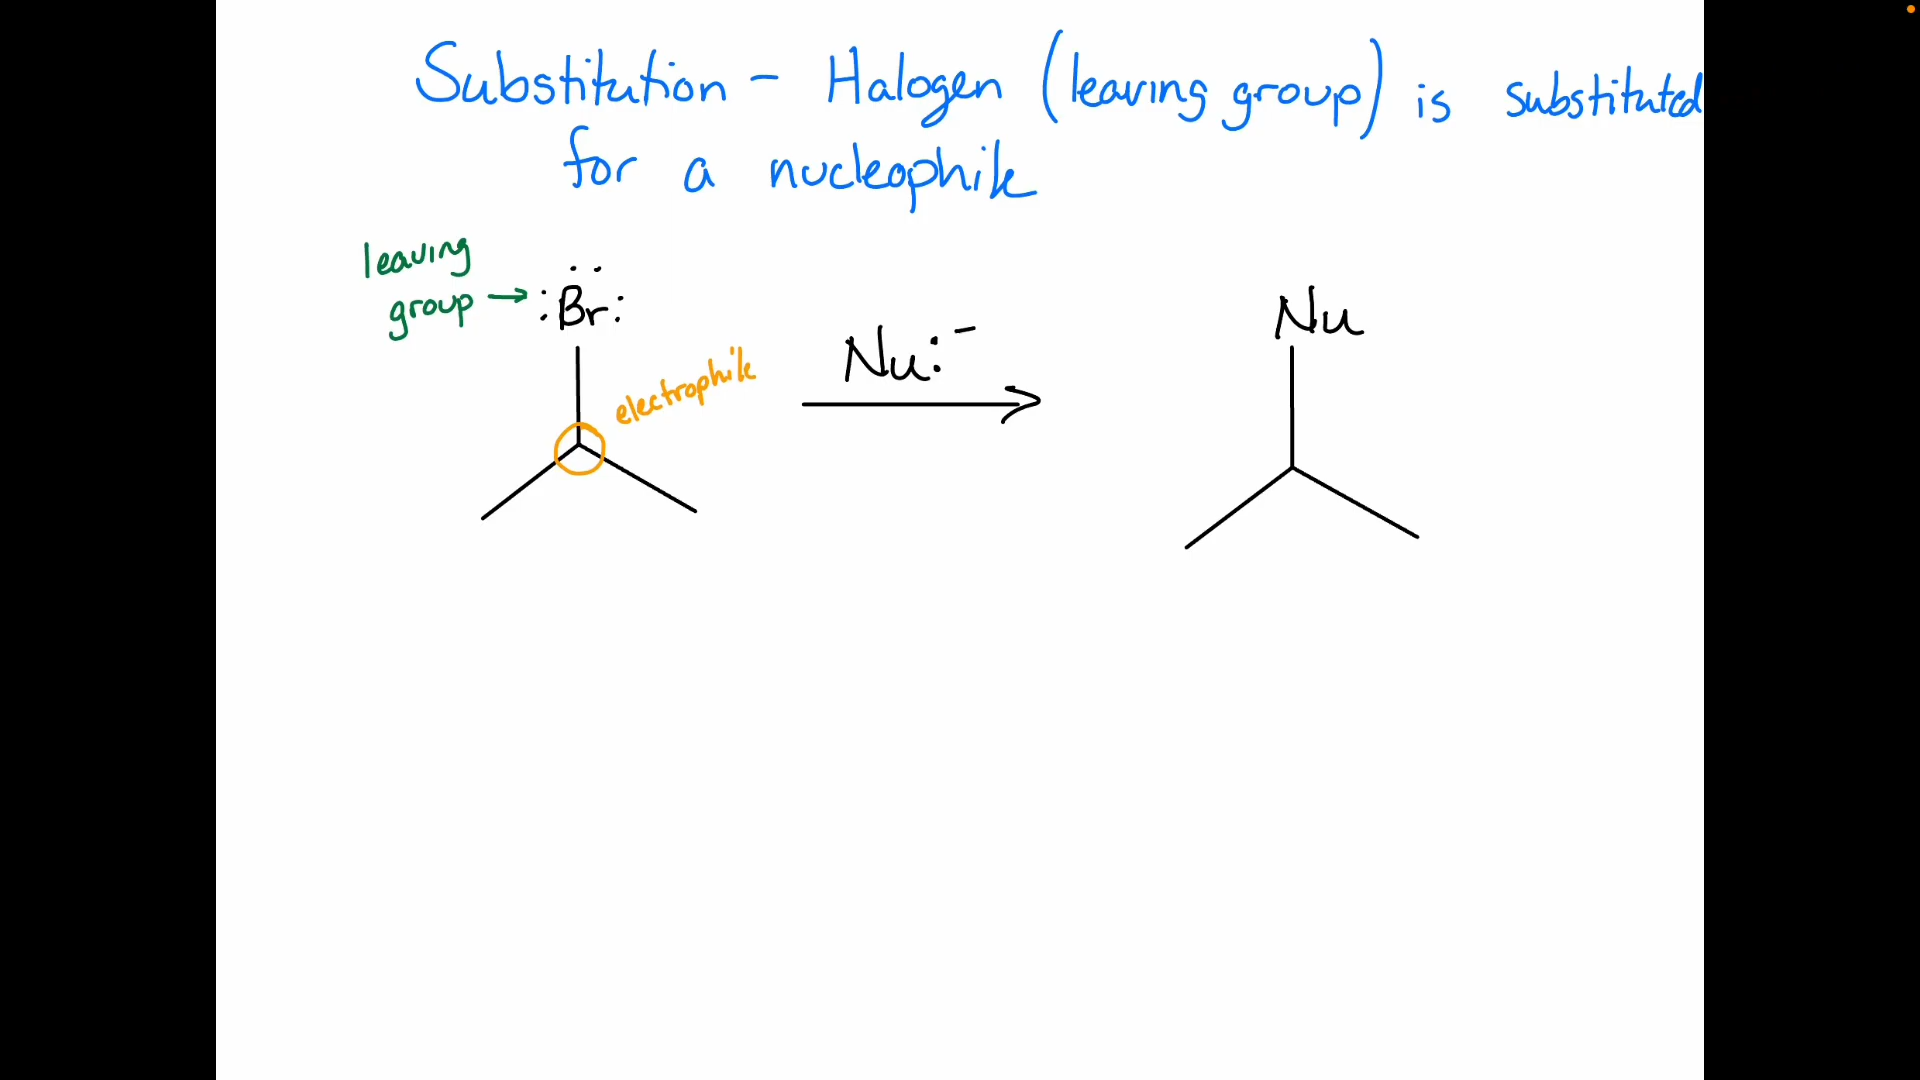 Substitution - Halogen (leaving group) is substituted
for a nucleophile
leaving
group →
:Br:
electrophile
Nu:⁻
Nu